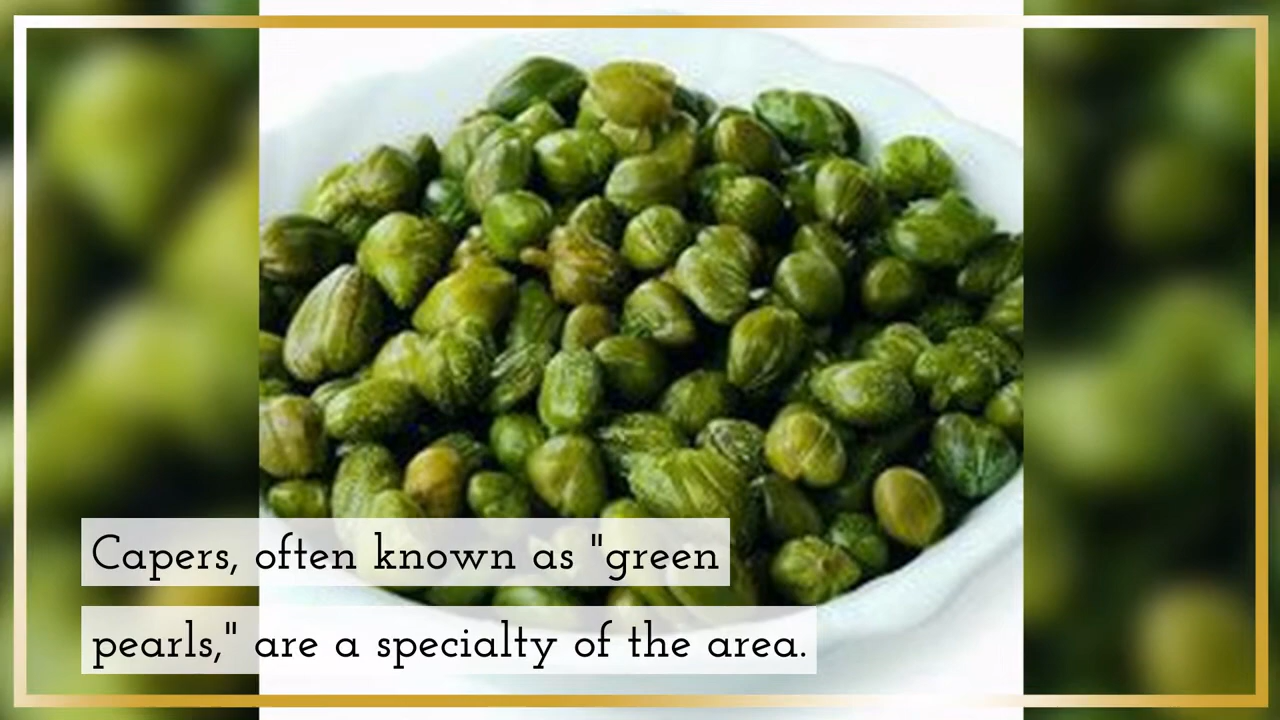 Capers, often known as "green
pearls," are a specialty of the area.